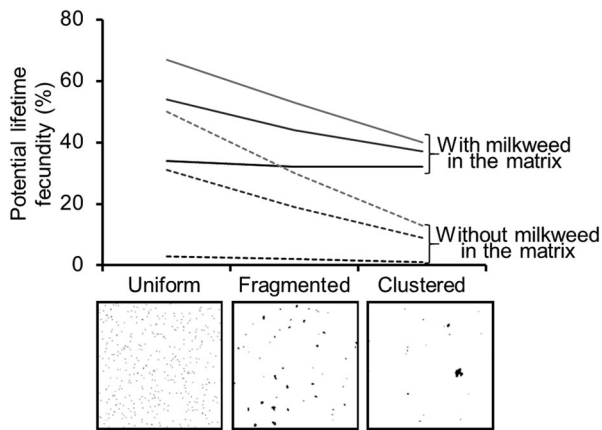 Potential lifetime
fecundity (%)
80
60
40
20
0
With milkweed
in the matrix
Without milkweed
in the matrix
Uniform
Fragmented
Clustered